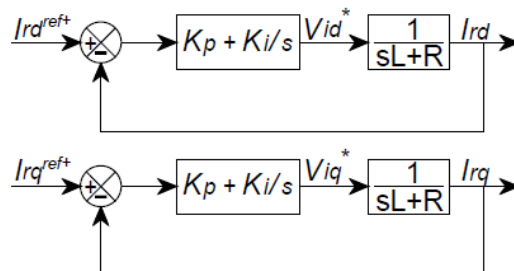 Ird^ref+ + - Kp + Ki/s Vid* 1/(sL+R) Ird
Irq^ref+ + - Kp + Ki/s Viq* 1/(sL+R) Irq